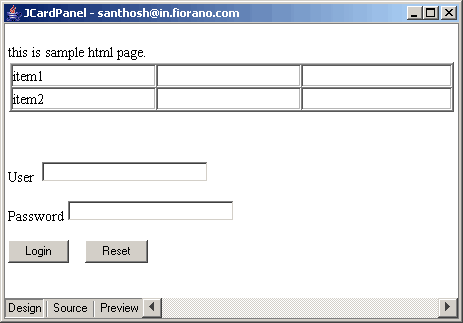 JCardPanel - santhosh@in.fiorano.com
this is sample html page.
item1
item2
User
Password
Login Reset
Design Source Preview